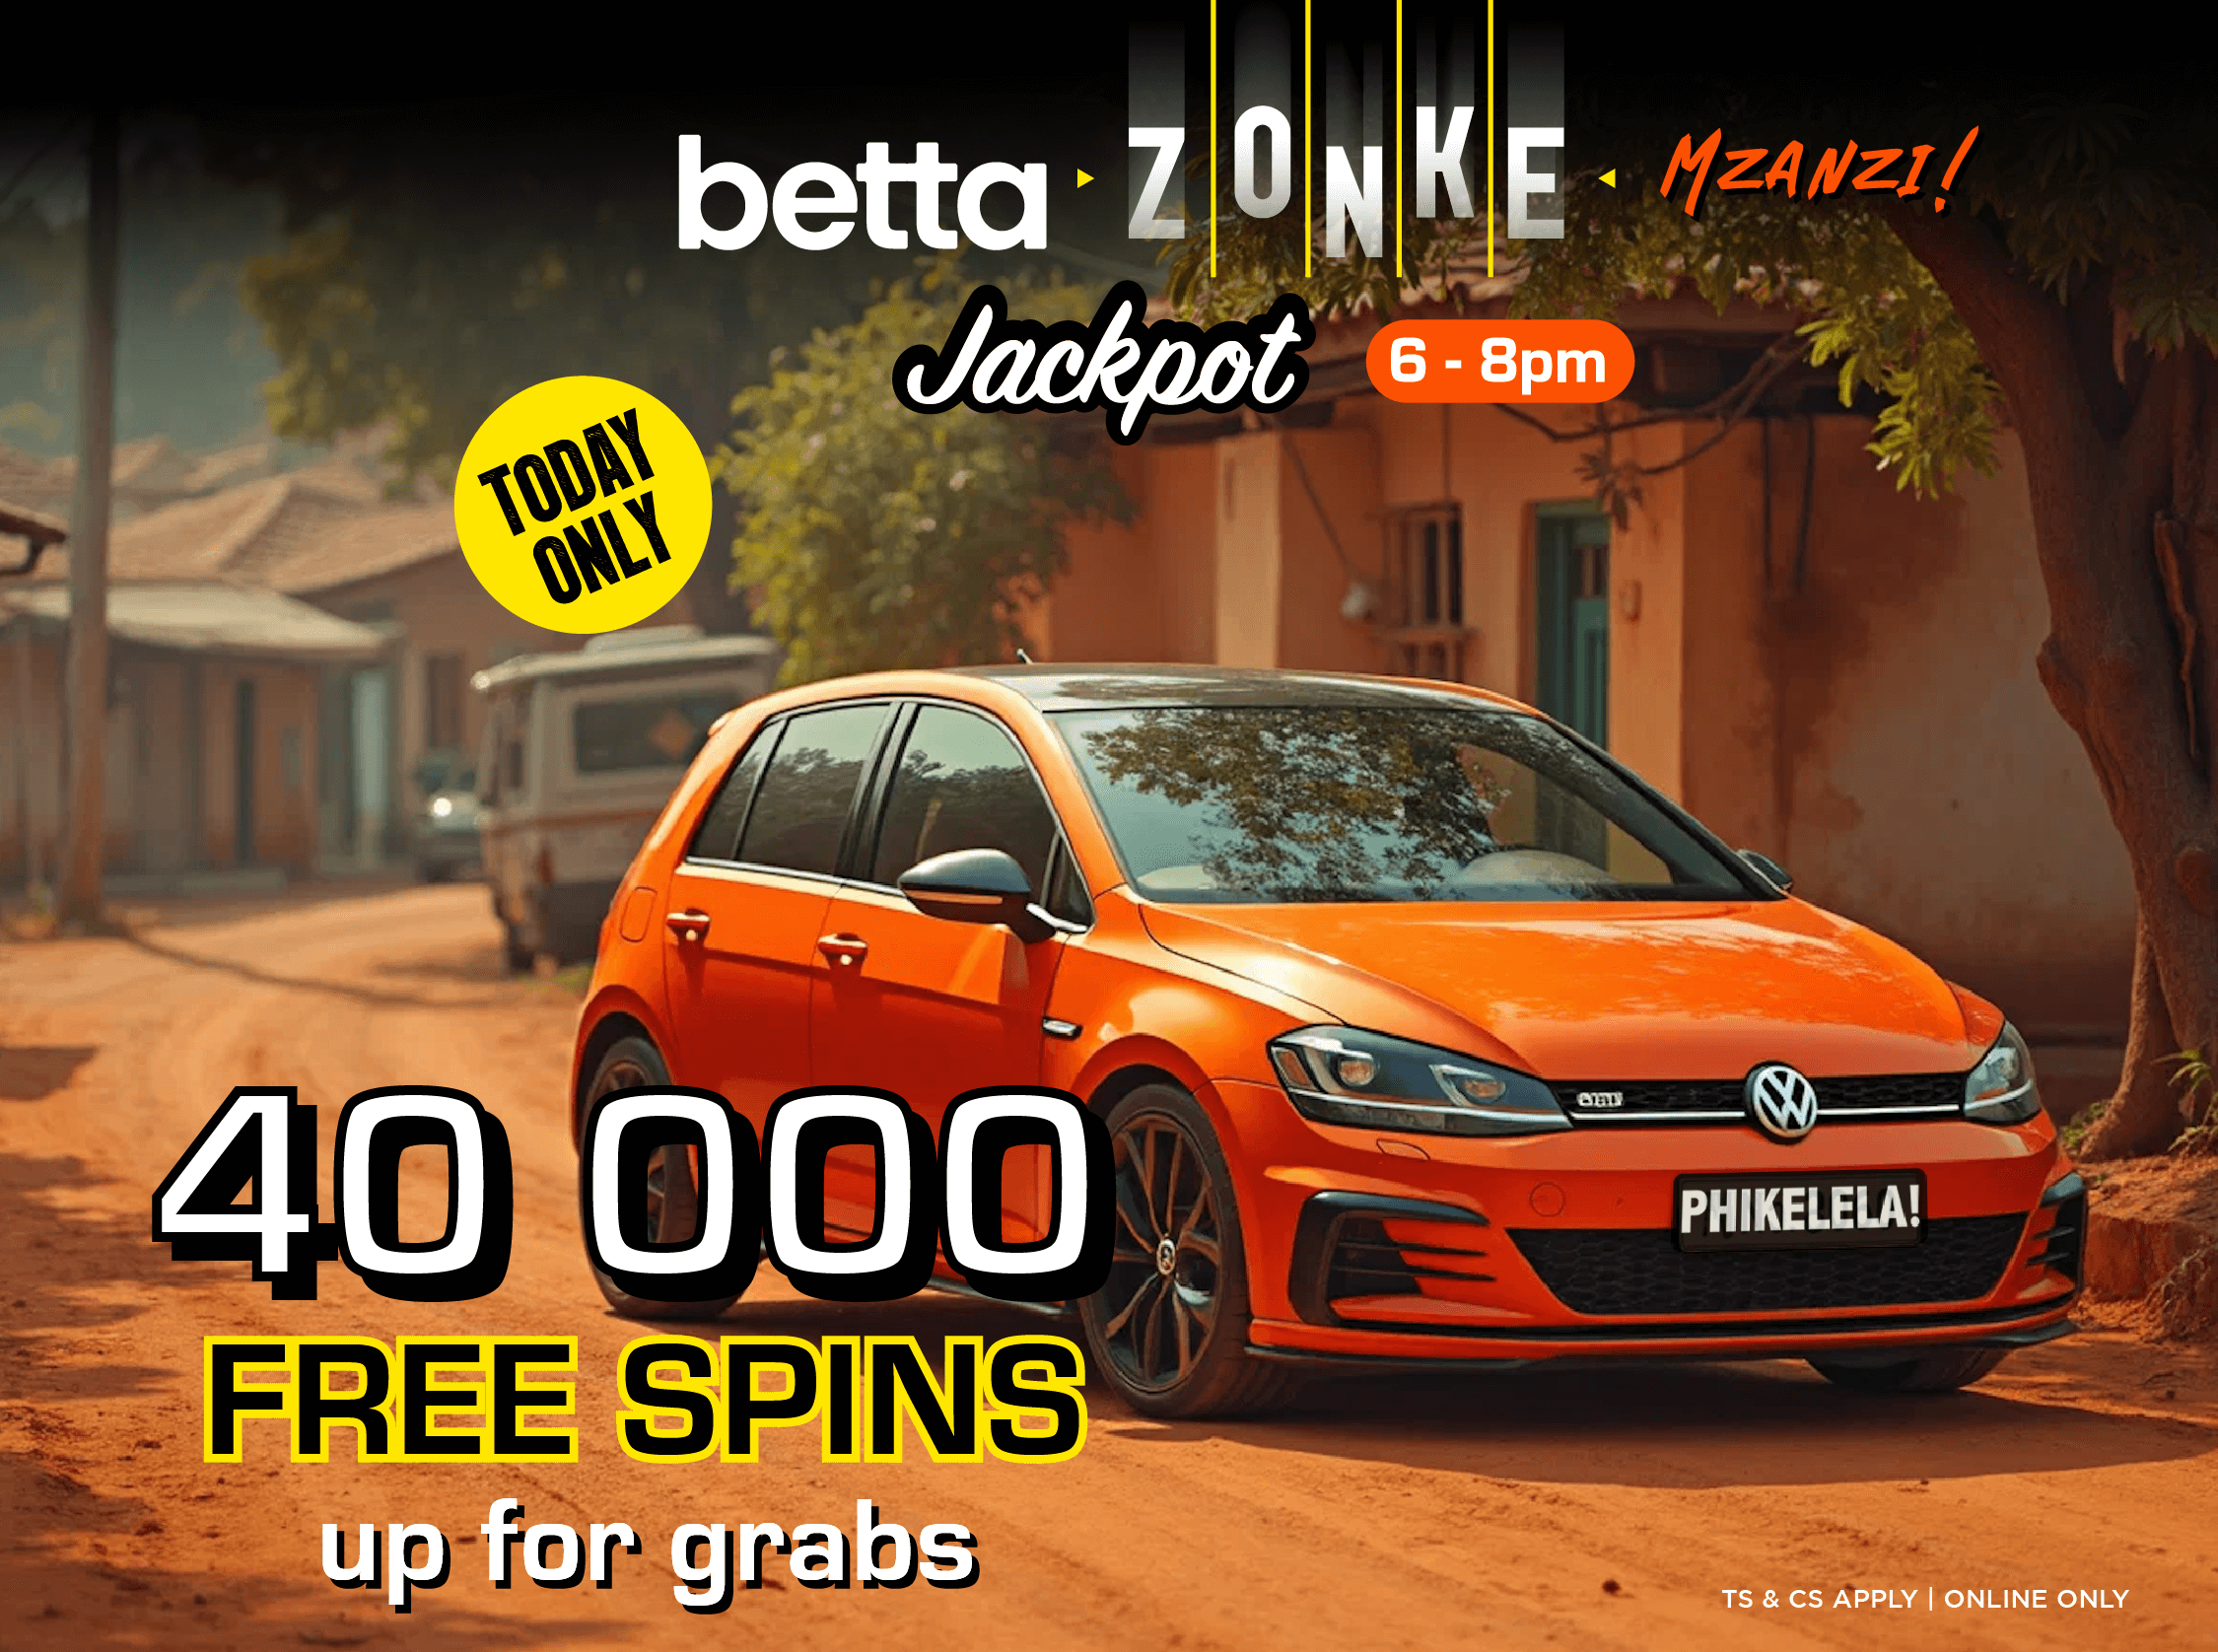 betta ZONKE MZANZI!
Jackpot 6 - 8pm
TODAY
ONLY
PHIKELELA!
40 000
FREE SPINS
up for grabs
TS & CS APPLY | ONLINE ONLY